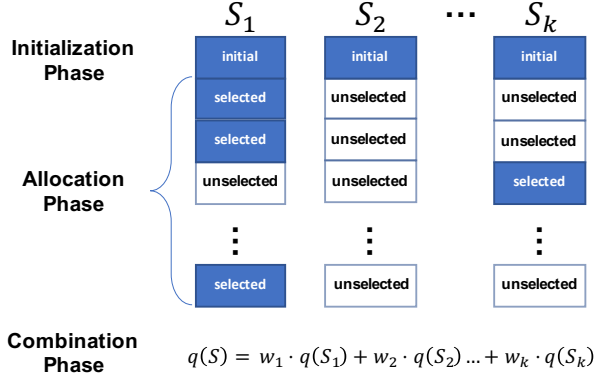 S₁ S₂ ... Sₖ
Initialization
Phase
initial initial initial
selected unselected unselected
selected unselected unselected
Allocation
Phase
unselected unselected selected
⋮ ⋮ ⋮
selected unselected unselected
Combination
Phase
q(S) = w₁ · q(S₁) + w₂ · q(S₂) ... + wₖ · q(Sₖ)